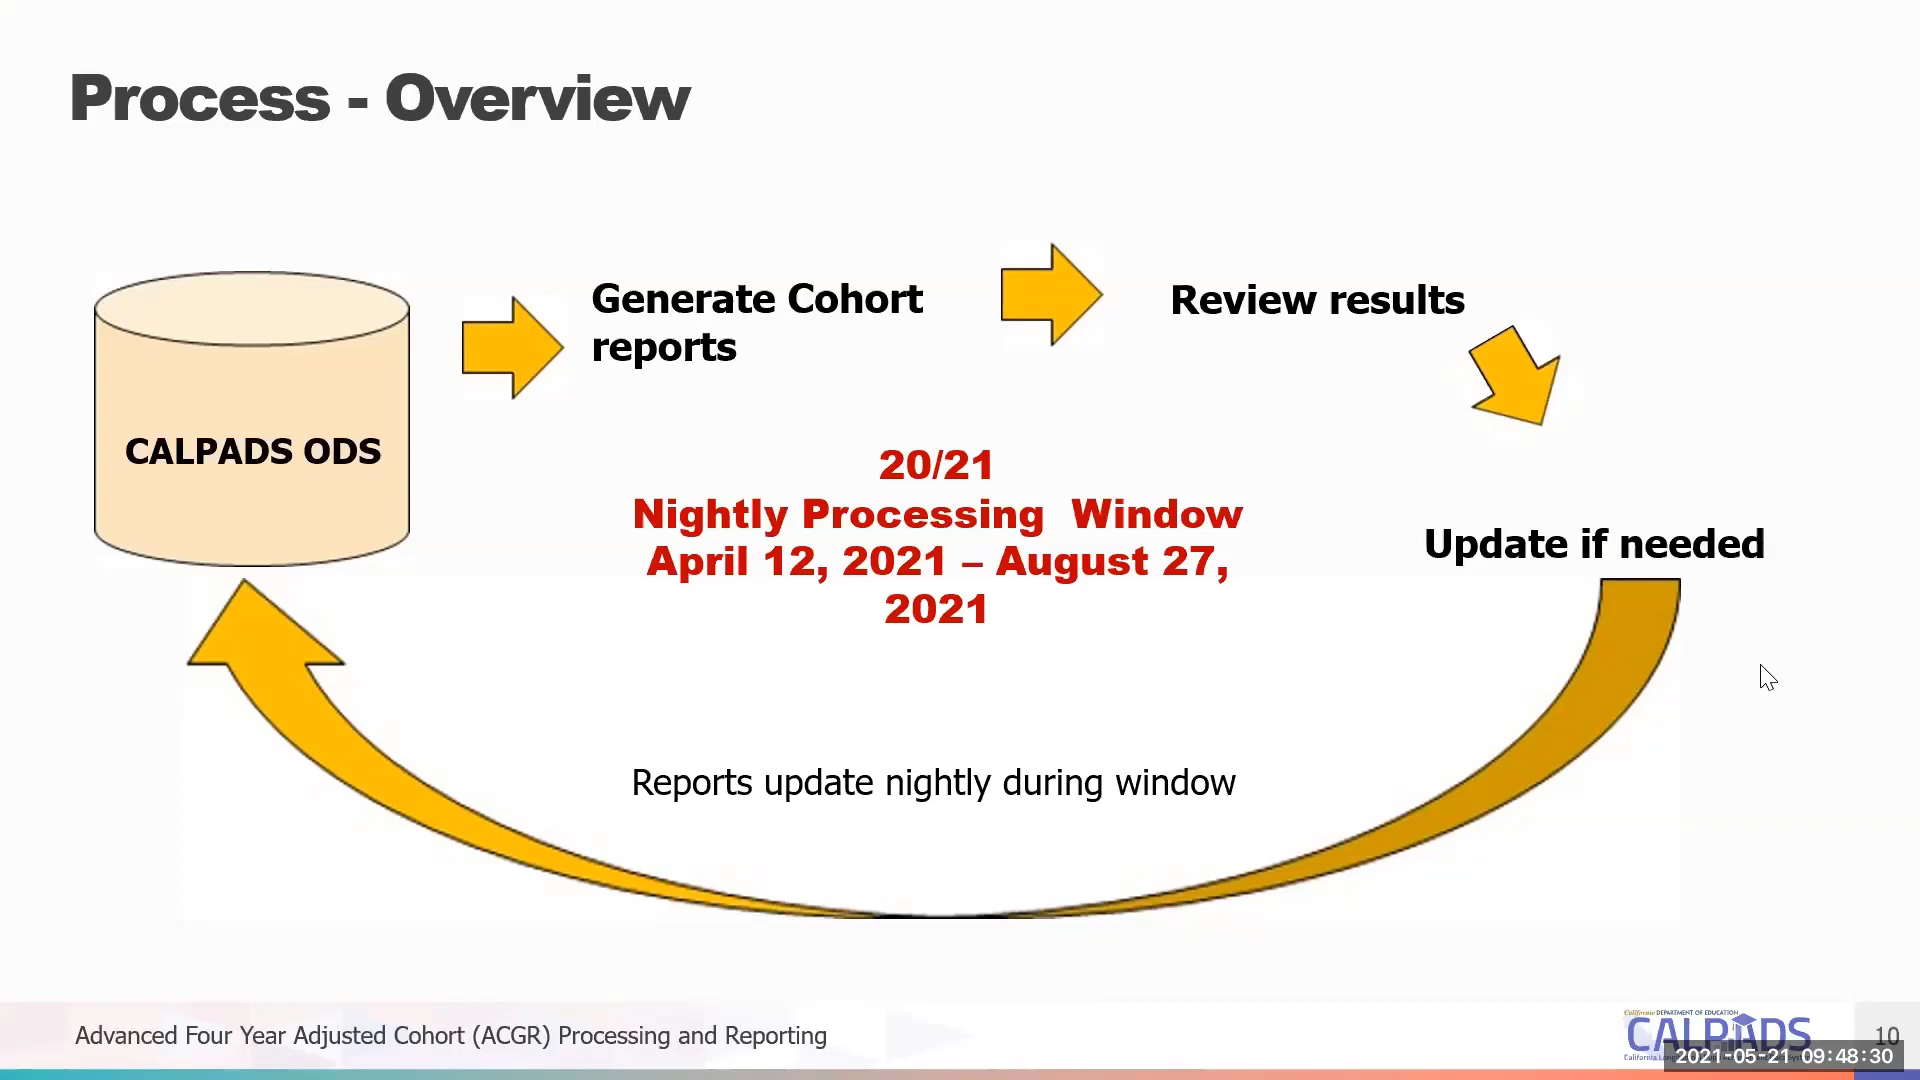 Process - Overview
Generate Cohort
reports
Review results
CALPADS ODS
20/21
Nightly Processing  Window
April 12, 2021 – August 27,
2021
Update if needed
Reports update nightly during window
Advanced Four Year Adjusted Cohort (ACGR) Processing and Reporting
California DEPARTMENT OF EDUCATION
CALPADS
10
2021-05-21 09:48:30